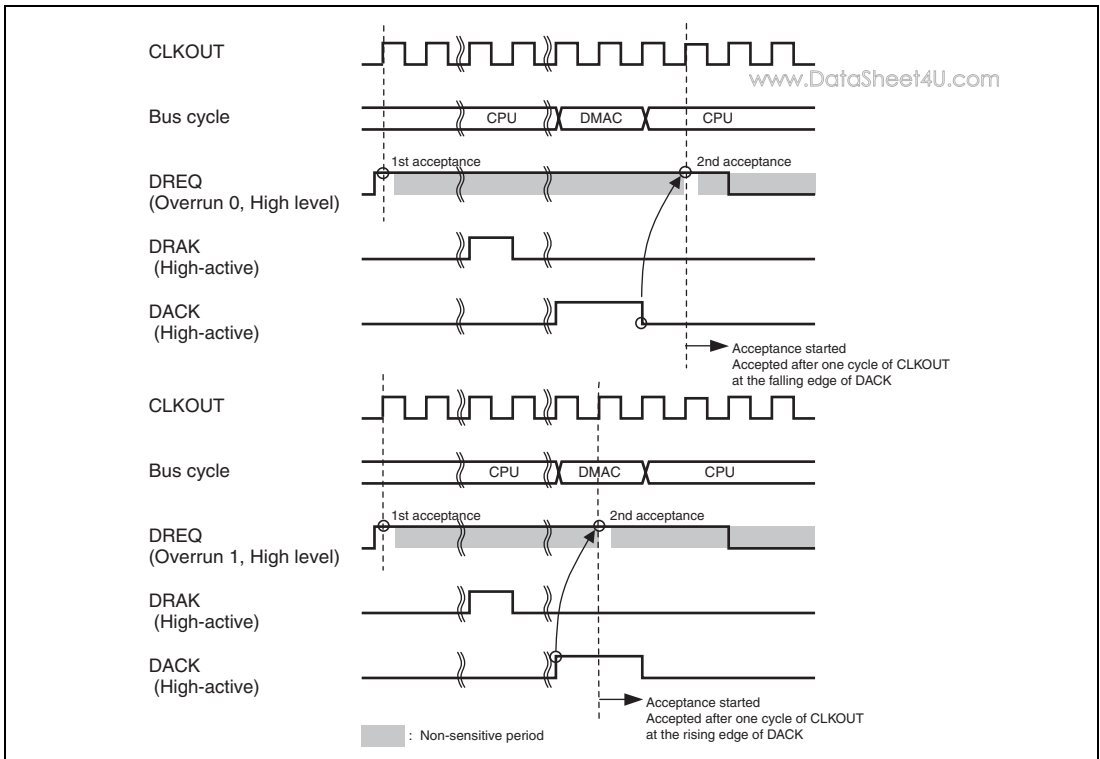 CLKOUT
www.DataSheet4U.com
Bus cycle
CPU DMAC CPU
1st acceptance 2nd acceptance
DREQ
(Overrun 0, High level)
DRAK
(High-active)
DACK
(High-active)
Acceptance started
Accepted after one cycle of CLKOUT
at the falling edge of DACK
CLKOUT
Bus cycle
CPU DMAC CPU
1st acceptance 2nd acceptance
DREQ
(Overrun 1, High level)
DRAK
(High-active)
DACK
(High-active)
Acceptance started
Accepted after one cycle of CLKOUT
at the rising edge of DACK
: Non-sensitive period